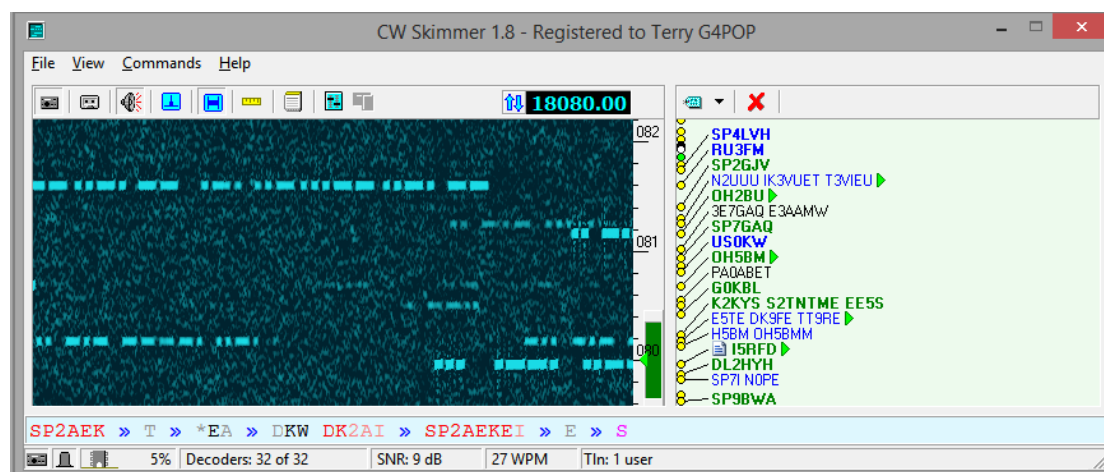 CW Skimmer 1.8 - Registered to Terry G4POP
File View Commands Help
18080.00
082
081
080
SP4LVH
RU3FM
SP2GJV
N2UUU IK3VUET T3VIEU
OH2BU
3E7GAQ E3AAMW
SP7GAQ
US0KW
OH5BM
PA0ABET
G0KBL
K2KYS S2TNTME EE5S
E5TE DK9FE TT9RE
H5BM OH5BMM
I5RFD
DL2HYH
SP7I N0PE
SP9BWA
SP2AEK » T » *EA » DKW DK2AI » SP2AEKEI » E » S
5% Decoders: 32 of 32 SNR: 9 dB 27 WPM Tln: 1 user